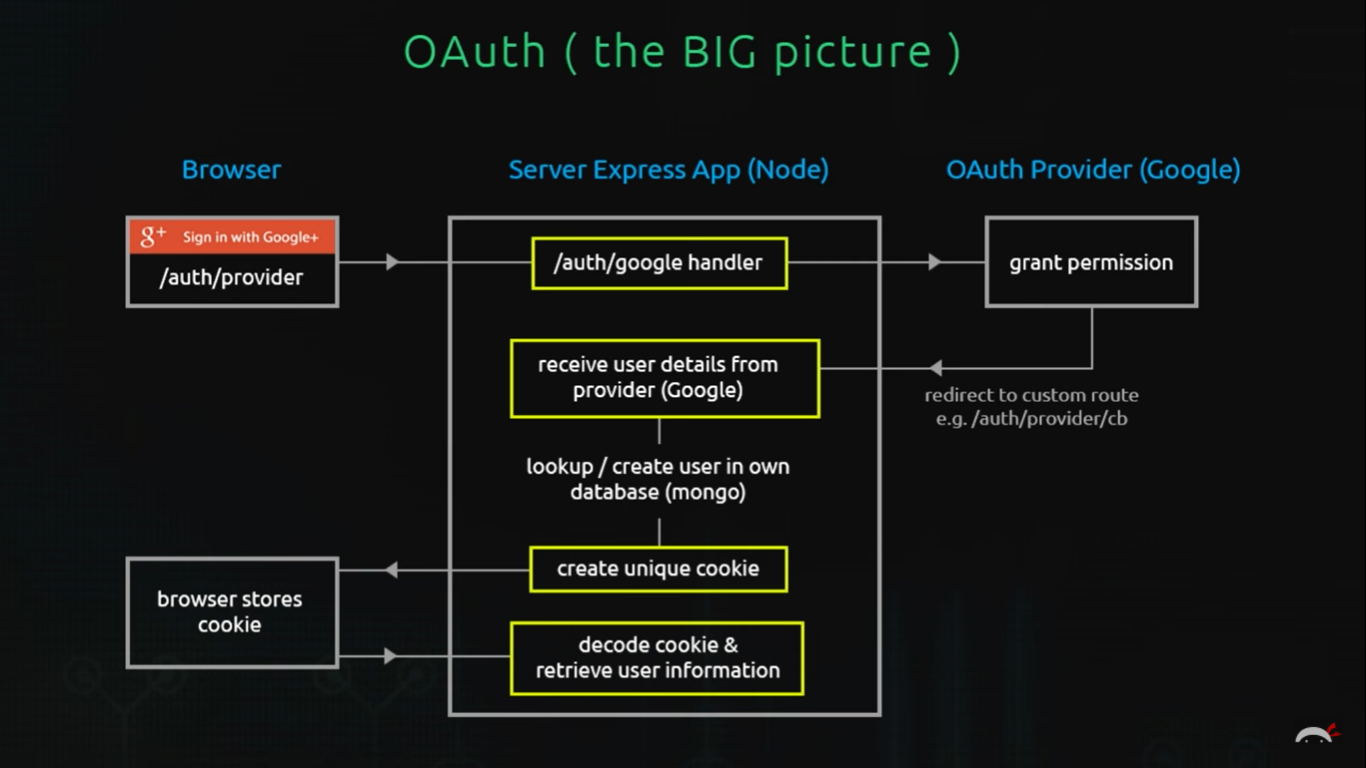 OAuth ( the BIG picture )
Browser
Server Express App (Node)
OAuth Provider (Google)
g+ Sign in with Google+
/auth/provider
/auth/google handler
grant permission
receive user details from
provider (Google)
redirect to custom route
e.g. /auth/provider/cb
lookup / create user in own
database (mongo)
create unique cookie
browser stores
cookie
decode cookie &
retrieve user information